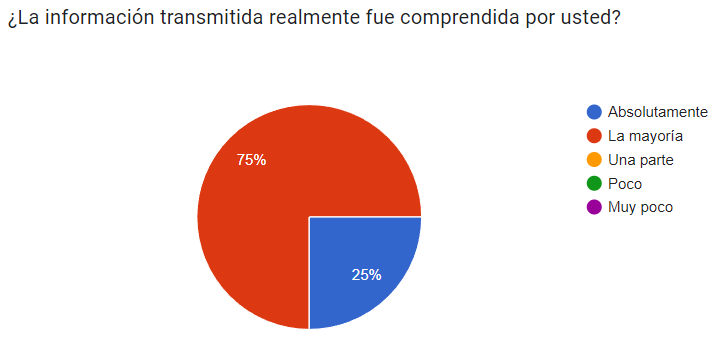 ¿La información transmitida realmente fue comprendida por usted?
75%
25%
Absolutamente
La mayoría
Una parte
Poco
Muy poco